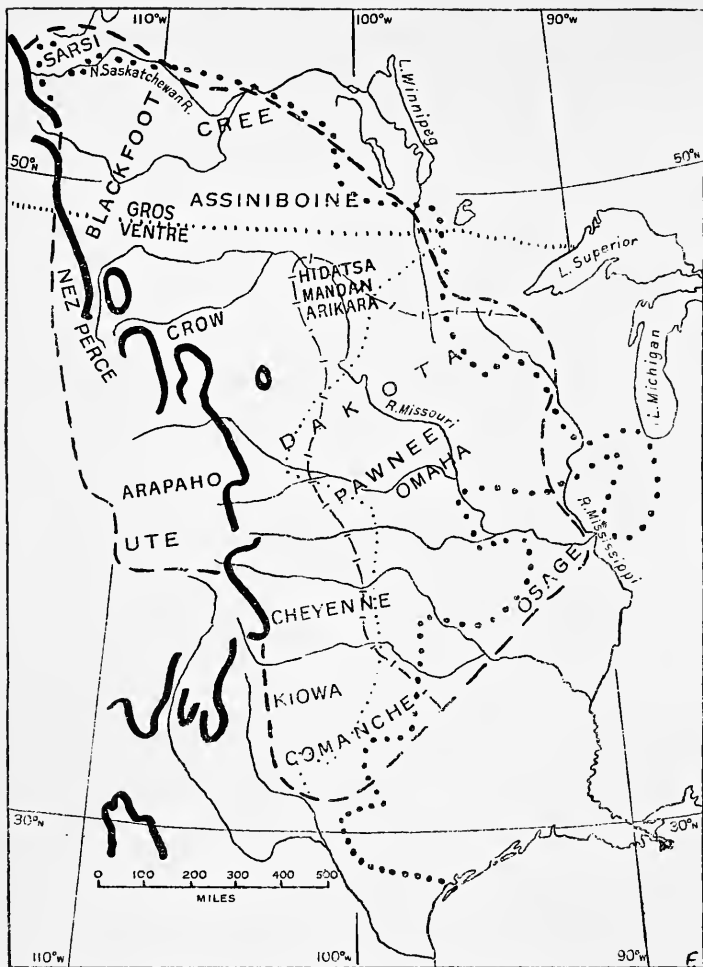 110°W
100°W
90°W
SARSI
N.Saskatchewan R.
L.Winnipeg
BLACKFOOT
CREE
50°N
50°N
ASSINIBOINE
GROS
VENTRE
L.Superior
HIDATSA
MANDAN
ARIKARA
NEZ PERCE
CROW
L.Michigan
DAKOTA
R.Missouri
PAWNEE
OMAHA
ARAPAHO
UTE
R.Mississippi
OSAGE
CHEYENNE
KIOWA
COMANCHE
30°N
30°N
0 100 200 300 400 500
MILES
110°W
100°W
90°W
F